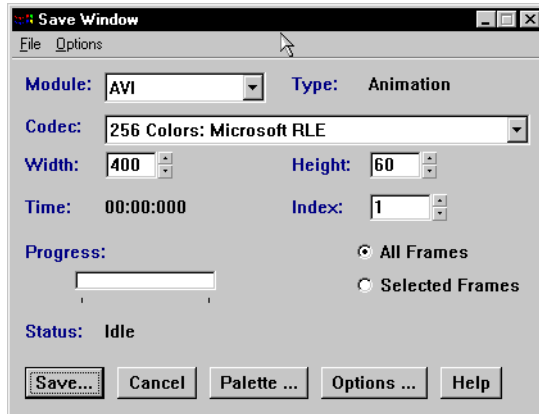 Save Window
File Options
Module: AVI Type: Animation
Codec: 256 Colors: Microsoft RLE
Width: 400 Height: 60
Time: 00:00:000 Index: 1
Progress: All Frames
Selected Frames
Status: Idle
Save... Cancel Palette ... Options ... Help